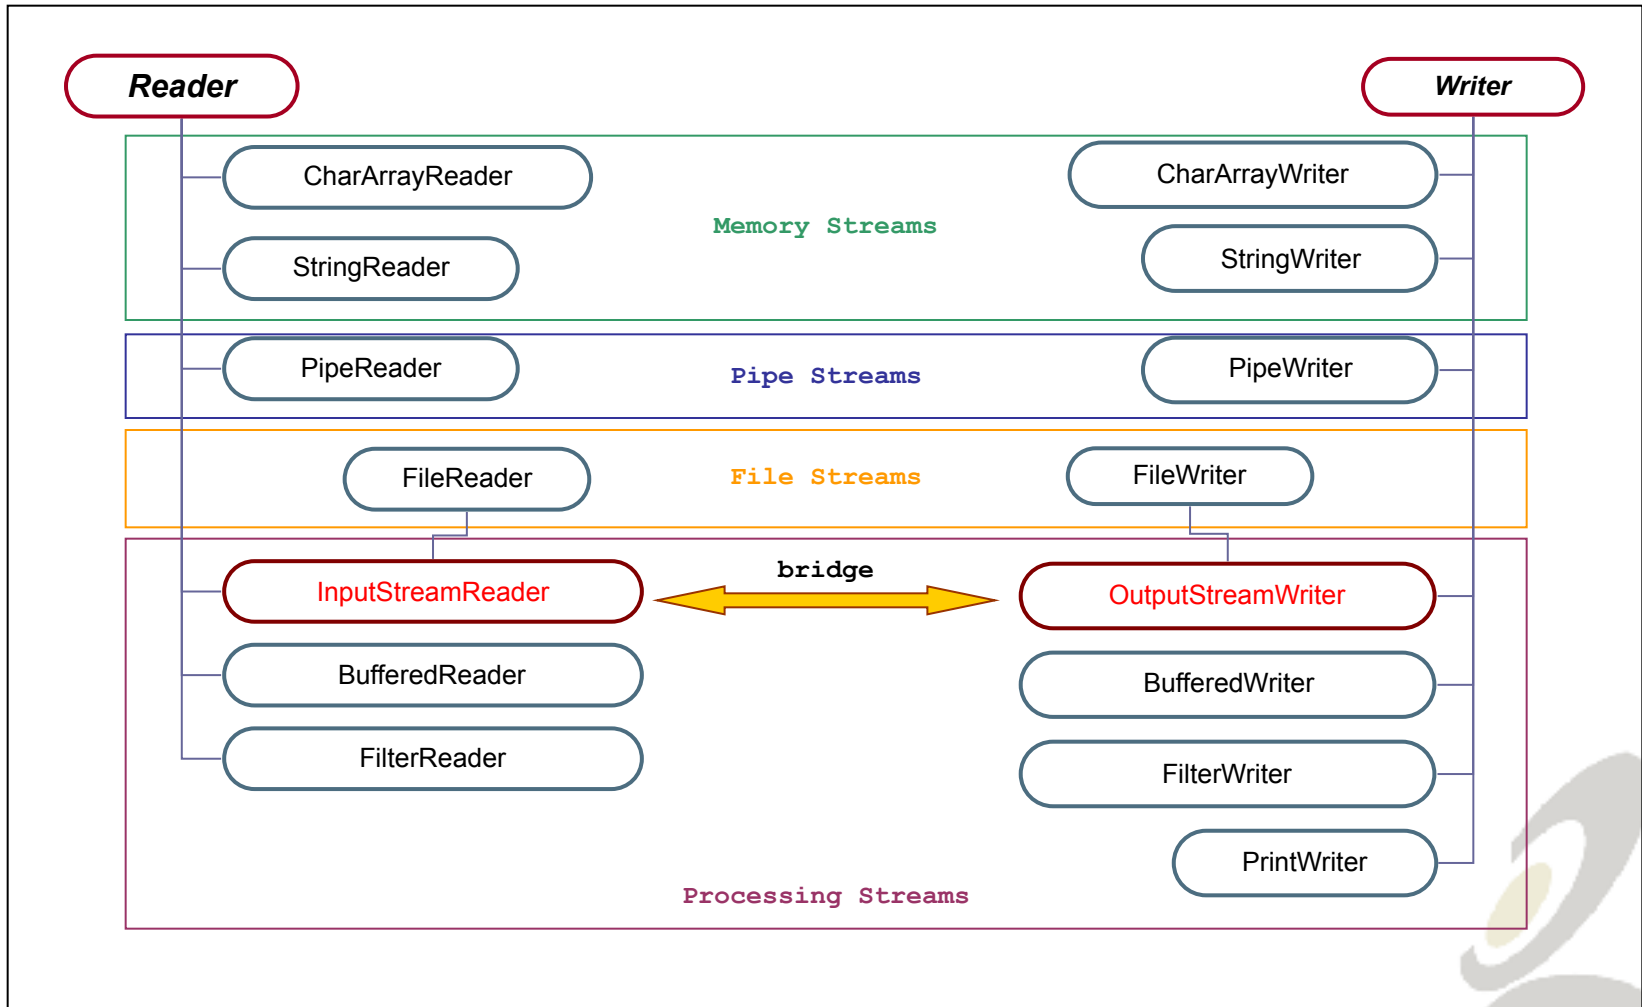 Reader
Writer
CharArrayReader
CharArrayWriter
Memory Streams
StringReader
StringWriter
PipeReader
Pipe Streams
PipeWriter
FileReader
File Streams
FileWriter
bridge
InputStreamReader
OutputStreamWriter
BufferedReader
BufferedWriter
FilterReader
FilterWriter
PrintWriter
Processing Streams